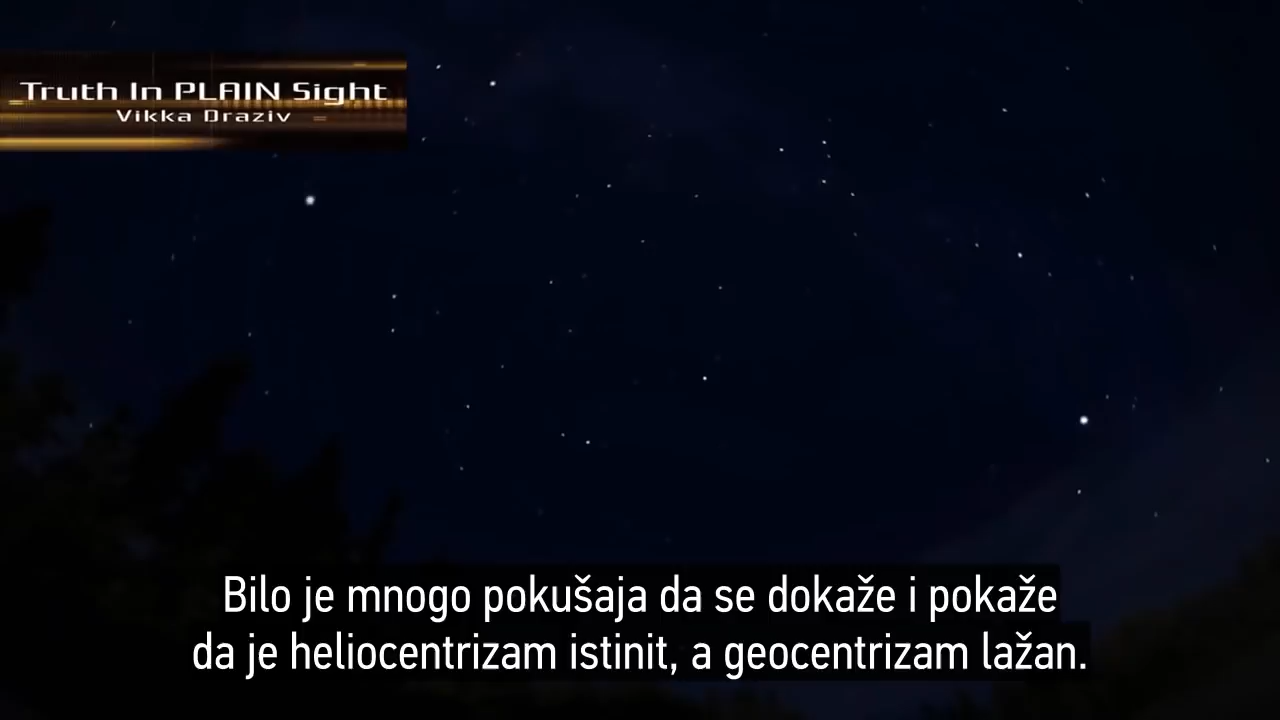 Truth In PLAIN Sight
Vikka Draziv
Bilo je mnogo pokušaja da se dokaže i pokaže
da je heliocentrizam istinit, a geocentrizam lažan.